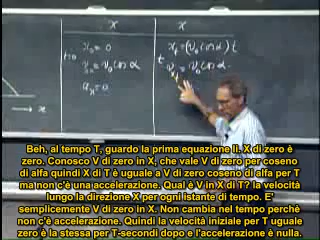 x x
t=0 x₀ = 0 t xₜ = (v₀ cos α) t
v₀ₓ = v₀ cos α vₓₜ = v₀ cos α
aₓ = 0
x
Beh, al tempo T, guardo la prima equazione lì. X di zero è
zero. Conosco V di zero in X, che vale V di zero per coseno
di alfa quindi X di T è uguale a V di zero coseno di alfa per T
ma non c'è una accelerazione. Qual è V in X di T? la velocità
lungo la direzione X per ogni istante di tempo. E'
semplicemente V di zero in X. Non cambia nel tempo perchè
non c'è accelerazione. Quindi la velocità iniziale per T uguale
zero è la stessa per T-secondi dopo e l'accelerazione è nulla.